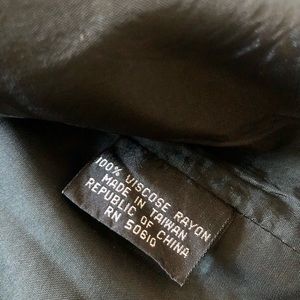 100% VISCOSE RAYON
MADE IN TAIWAN
REPUBLIC OF CHINA
RN 50610